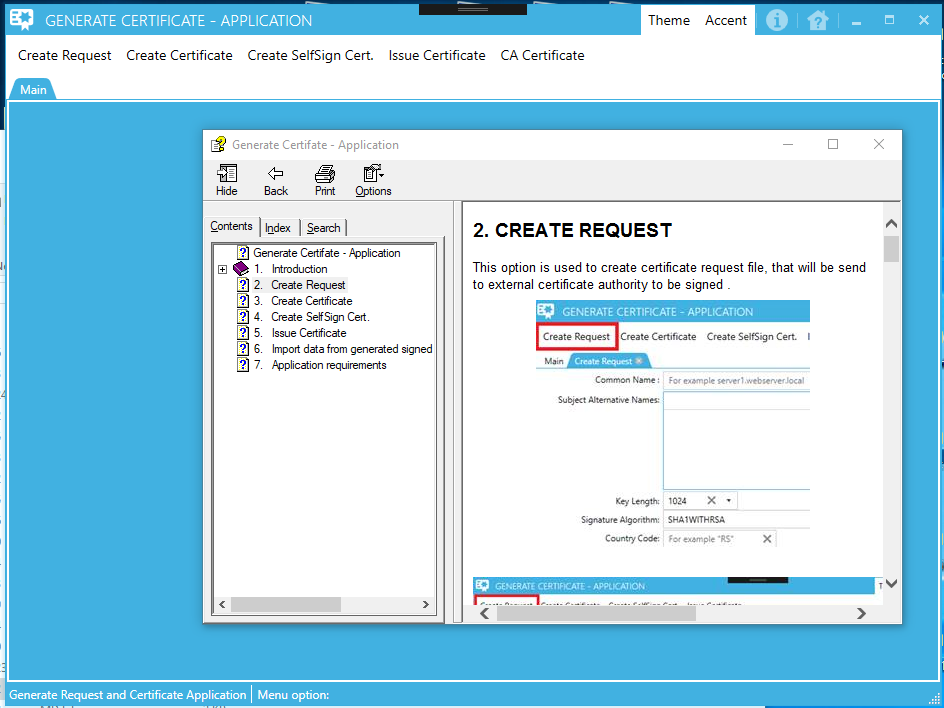 GENERATE CERTIFICATE - APPLICATION
Theme Accent
Create Request Create Certificate Create SelfSign Cert. Issue Certificate CA Certificate
Main
Generate Certifate - Application
Hide Back Print Options
Contents Index Search
Generate Certifate - Application
1. Introduction
2. Create Request
3. Create Certificate
4. Create SelfSign Cert.
5. Issue Certificate
6. Import data from generated signed
7. Application requirements
2. CREATE REQUEST
This option is used to create certificate request file, that will be send
to external certificate authority to be signed .
GENERATE CERTIFICATE - APPLICATION
Create Request Create Certificate Create SelfSign Cert.
Main Create Request
Common Name : For example server1.webserver.local
Subject Alternative Names:
Key Length: 1024
Signature Algorithm: SHA1WITHRSA
Country Code: For example "RS"
GENERATE CERTIFICATE - APPLICATION
Generate Request and Certificate Application Menu option: